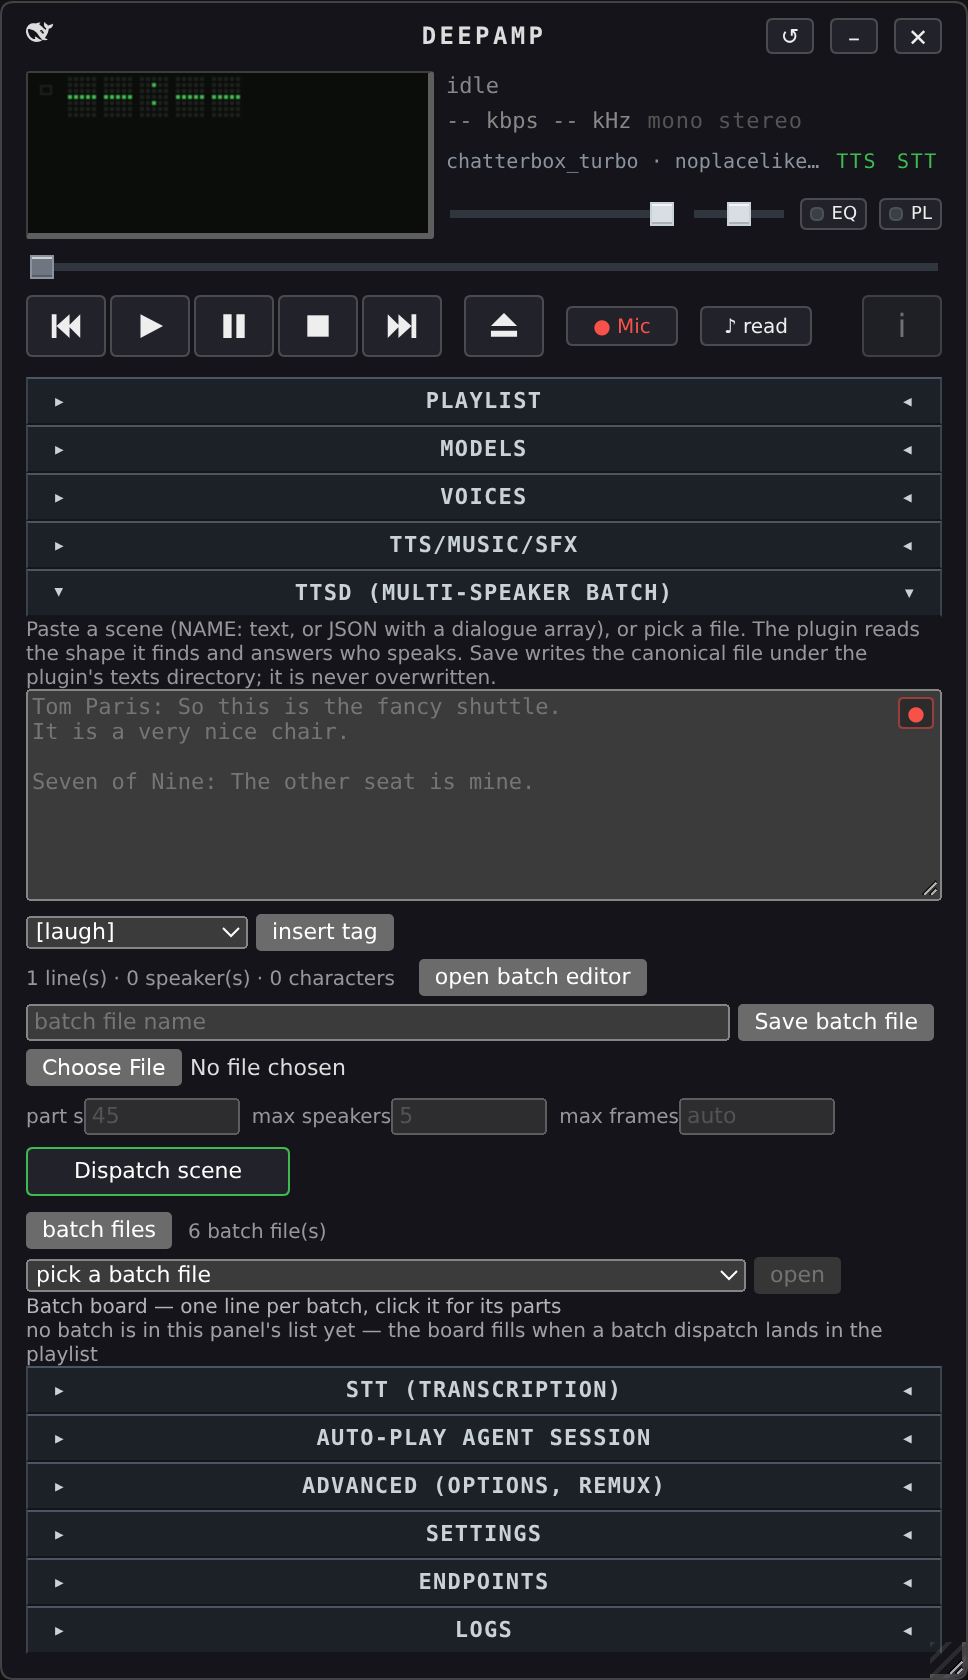 DEEPAMP
↺ – ✕
--:--
idle
-- kbps -- kHz mono stereo
chatterbox_turbo · noplacelike… TTS STT
EQ PL
● Mic ♪ read i
PLAYLIST
MODELS
VOICES
TTS/MUSIC/SFX
TTSD (MULTI-SPEAKER BATCH)
Paste a scene (NAME: text, or JSON with a dialogue array), or pick a file. The plugin reads
the shape it finds and answers who speaks. Save writes the canonical file under the
plugin's texts directory; it is never overwritten.
Tom Paris: So this is the fancy shuttle.
It is a very nice chair.
Seven of Nine: The other seat is mine.
[laugh] insert tag
1 line(s) · 0 speaker(s) · 0 characters open batch editor
batch file name Save batch file
Choose File No file chosen
part s 45 max speakers 5 max frames auto
Dispatch scene
batch files 6 batch file(s)
pick a batch file open
Batch board — one line per batch, click it for its parts
no batch is in this panel's list yet — the board fills when a batch dispatch lands in the
playlist
STT (TRANSCRIPTION)
AUTO-PLAY AGENT SESSION
ADVANCED (OPTIONS, REMUX)
SETTINGS
ENDPOINTS
LOGS